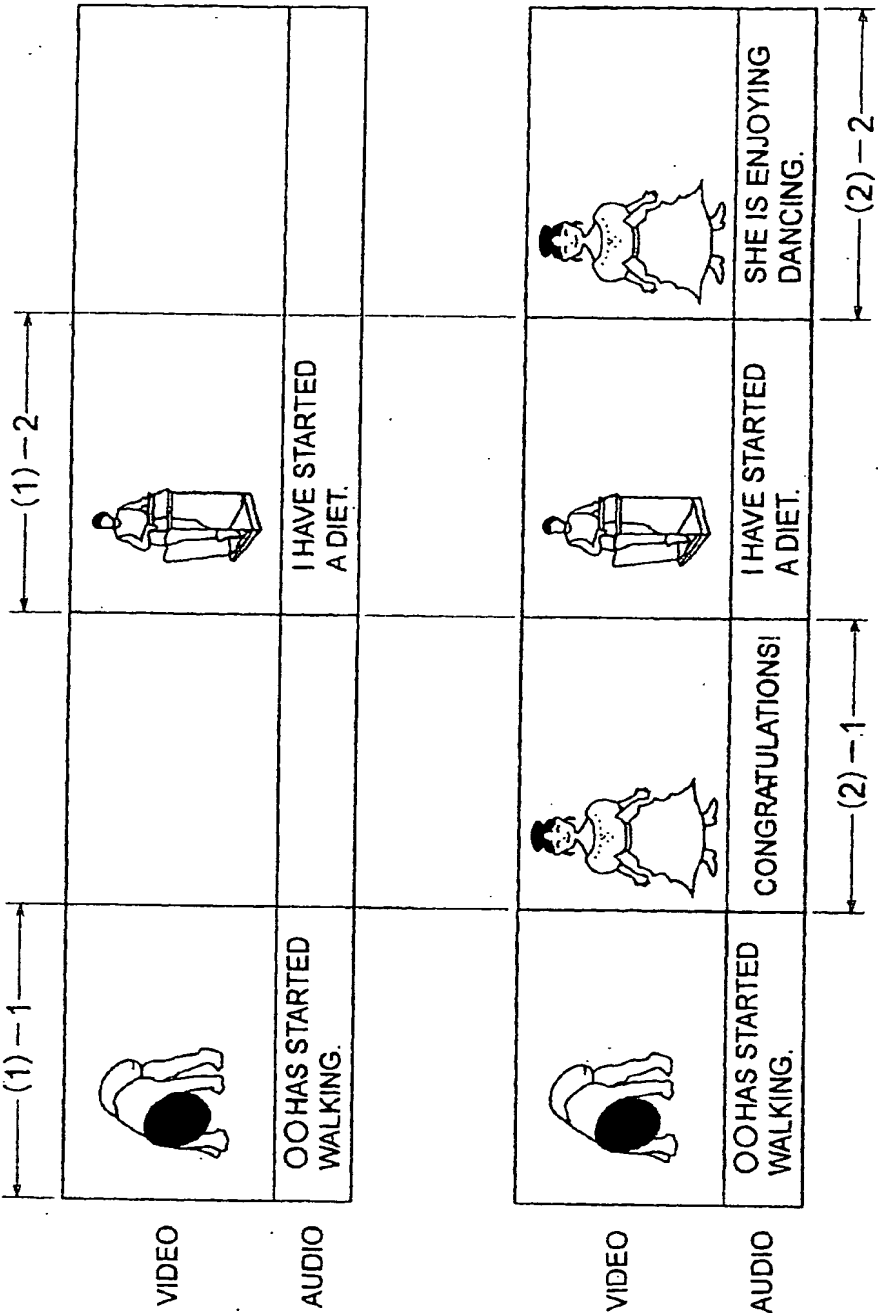 (1)-1
(1)-2
VIDEO
AUDIO
OO HAS STARTED
WALKING.
I HAVE STARTED
A DIET.
VIDEO
AUDIO
OO HAS STARTED
WALKING.
CONGRATULATIONS!
I HAVE STARTED
A DIET.
SHE IS ENJOYING
DANCING.
(2)-1
(2)-2